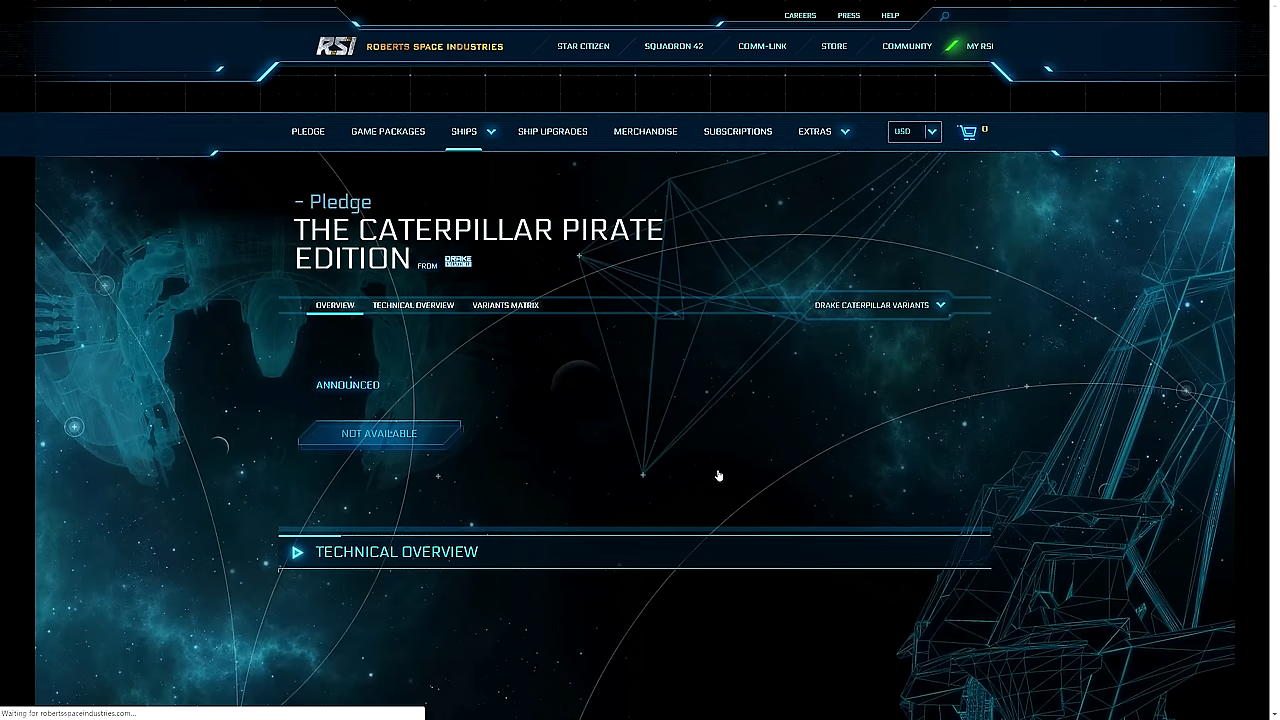 CAREERS PRESS HELP
RSI ROBERTS SPACE INDUSTRIES STAR CITIZEN SQUADRON 42 COMM-LINK STORE COMMUNITY MY RSI
PLEDGE GAME PACKAGES SHIPS SHIP UPGRADES MERCHANDISE SUBSCRIPTIONS EXTRAS USD 0
- Pledge
THE CATERPILLAR PIRATE
EDITION FROM DRAKE
OVERVIEW TECHNICAL OVERVIEW VARIANTS MATRIX DRAKE CATERPILLAR VARIANTS
ANNOUNCED
NOT AVAILABLE
TECHNICAL OVERVIEW
Waiting for robertsspaceindustries.com...